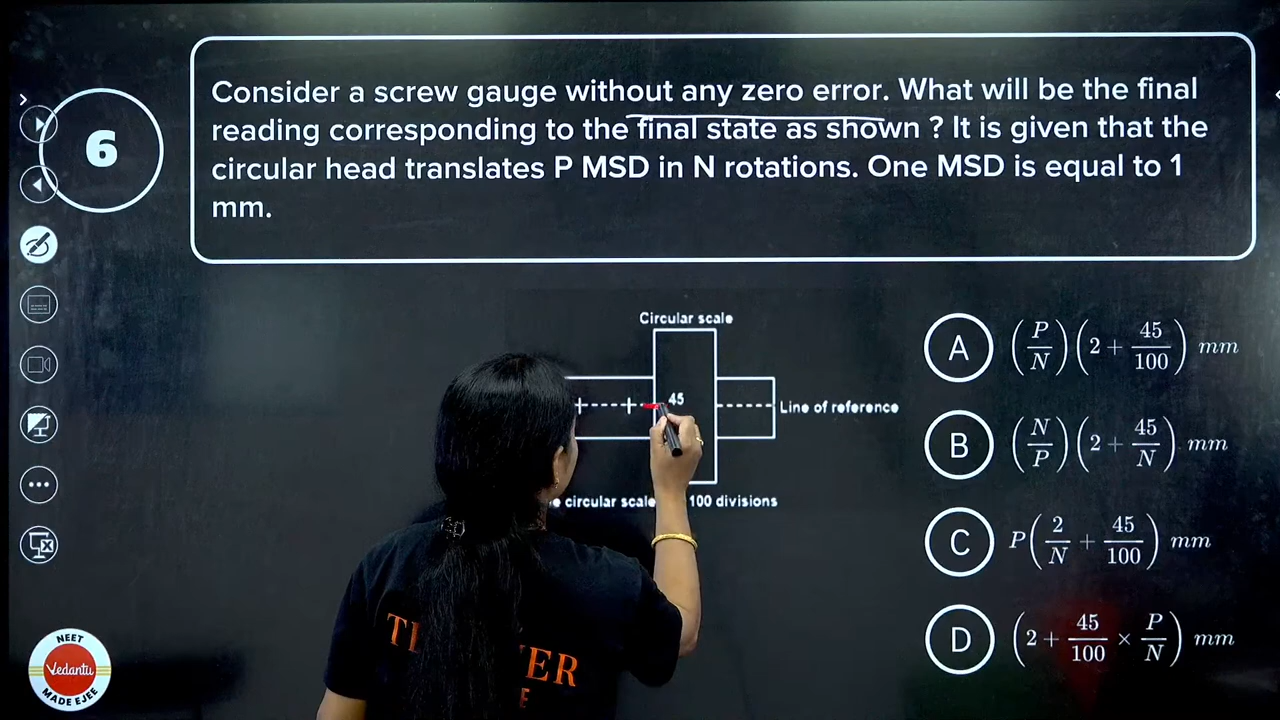 6
Consider a screw gauge without any zero error. What will be the final
reading corresponding to the final state as shown ? It is given that the
circular head translates P MSD in N rotations. One MSD is equal to 1
mm.
Circular scale
45
Line of reference
circular scale 100 divisions
A (P/N)(2 + 45/100) mm
B (N/P)(2 + 45/N) mm
C P(2/N + 45/100) mm
D (2 + 45/100 × P/N) mm
NEET
Vedantu
MADE EJEE